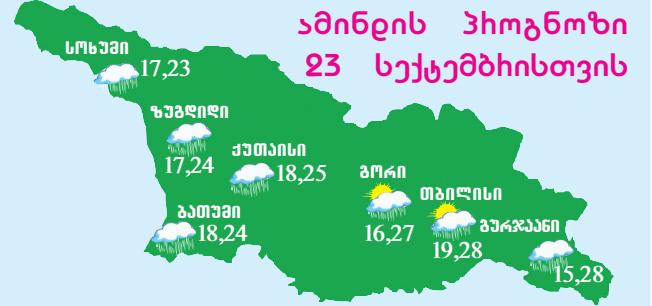 ამინდის პროგნოზი
23 სექტემბრისთვის
სოხუმი
17,23
ზუგდიდი
17,24
ქუთაისი
18,25
ბათუმი
18,24
გორი
16,27
თბილისი
19,28
გურჯაანი
15,28